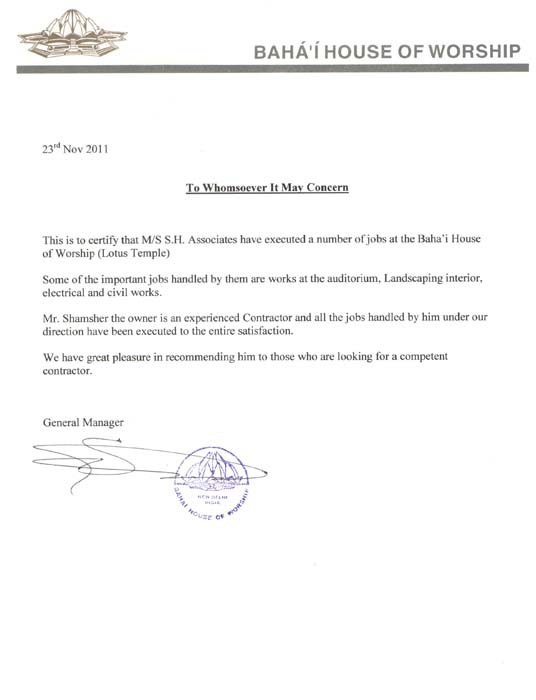 BAHÁ'Í HOUSE OF WORSHIP
23rd Nov 2011
To Whomsoever It May Concern
This is to certify that M/S S.H. Associates have executed a number of jobs at the Baha'i House
of Worship (Lotus Temple)
Some of the important jobs handled by them are works at the auditorium, Landscaping interior,
electrical and civil works.
Mr. Shamsher the owner is an experienced Contractor and all the jobs handled by him under our
direction have been executed to the entire satisfaction.
We have great pleasure in recommending him to those who are looking for a competent
contractor.
General Manager
NEW DELHI
INDIA
BAHAI HOUSE OF WORSHIP